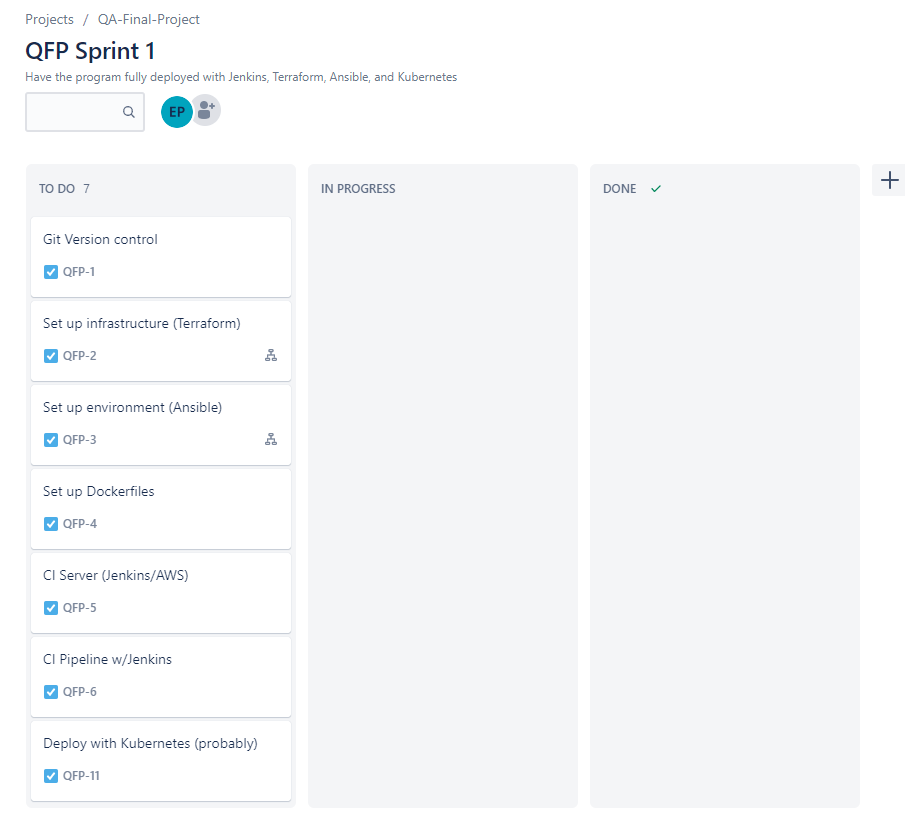 Projects / QA-Final-Project
QFP Sprint 1
Have the program fully deployed with Jenkins, Terraform, Ansible, and Kubernetes
EP
TO DO 7
Git Version control
QFP-1
Set up infrastructure (Terraform)
QFP-2
Set up environment (Ansible)
QFP-3
Set up Dockerfiles
QFP-4
CI Server (Jenkins/AWS)
QFP-5
CI Pipeline w/Jenkins
QFP-6
Deploy with Kubernetes (probably)
QFP-11
IN PROGRESS
DONE